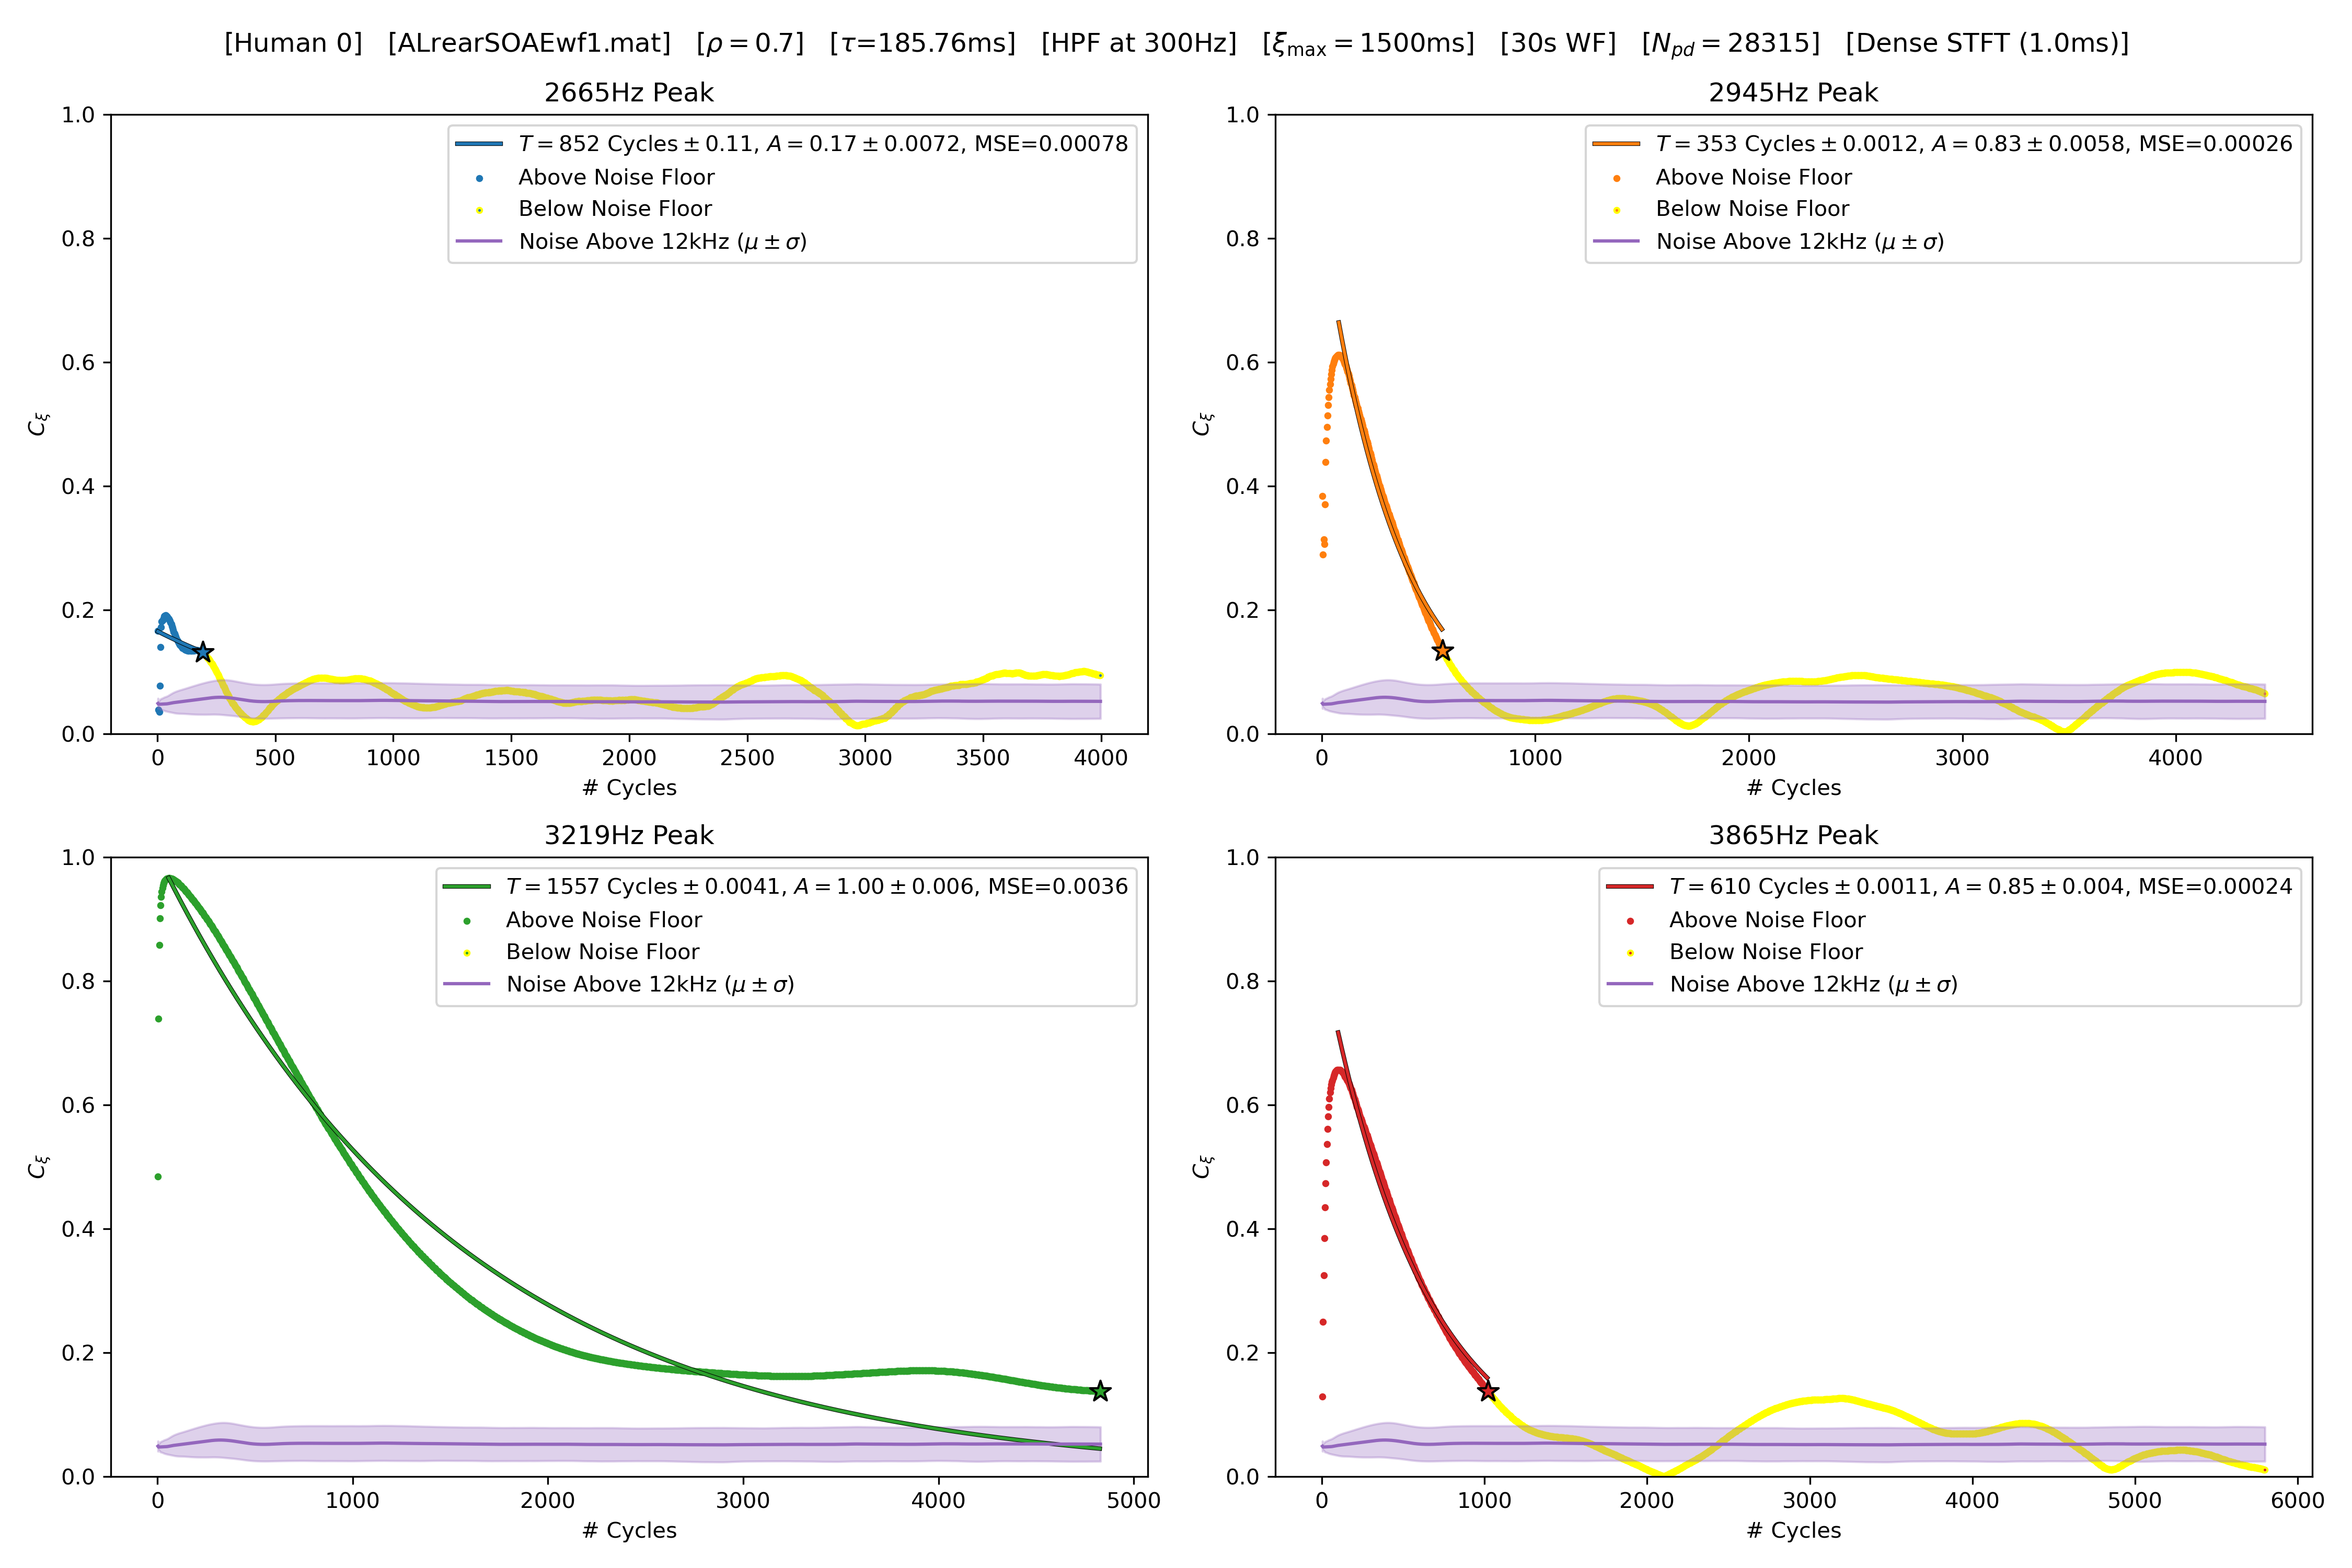 [Human 0] [ALrearSOAEwf1.mat] [ρ = 0.7] [τ=185.76ms] [HPF at 300Hz] [ξmax = 1500ms] [30s WF] [Npd = 28315] [Dense STFT (1.0ms)]
2665Hz Peak
T = 852 Cycles ± 0.11, A = 0.17 ± 0.0072, MSE=0.00078
Above Noise Floor
Below Noise Floor
Noise Above 12kHz (μ ± σ)
1.0
0.8
0.6
0.4
0.2
0.0
Cξ
0 500 1000 1500 2000 2500 3000 3500 4000
# Cycles
2945Hz Peak
T = 353 Cycles ± 0.0012, A = 0.83 ± 0.0058, MSE=0.00026
Above Noise Floor
Below Noise Floor
Noise Above 12kHz (μ ± σ)
1.0
0.8
0.6
0.4
0.2
0.0
Cξ
0 1000 2000 3000 4000
# Cycles
3219Hz Peak
T = 1557 Cycles ± 0.0041, A = 1.00 ± 0.006, MSE=0.0036
Above Noise Floor
Below Noise Floor
Noise Above 12kHz (μ ± σ)
1.0
0.8
0.6
0.4
0.2
0.0
Cξ
0 1000 2000 3000 4000 5000
# Cycles
3865Hz Peak
T = 610 Cycles ± 0.0011, A = 0.85 ± 0.004, MSE=0.00024
Above Noise Floor
Below Noise Floor
Noise Above 12kHz (μ ± σ)
1.0
0.8
0.6
0.4
0.2
0.0
Cξ
0 1000 2000 3000 4000 5000 6000
# Cycles